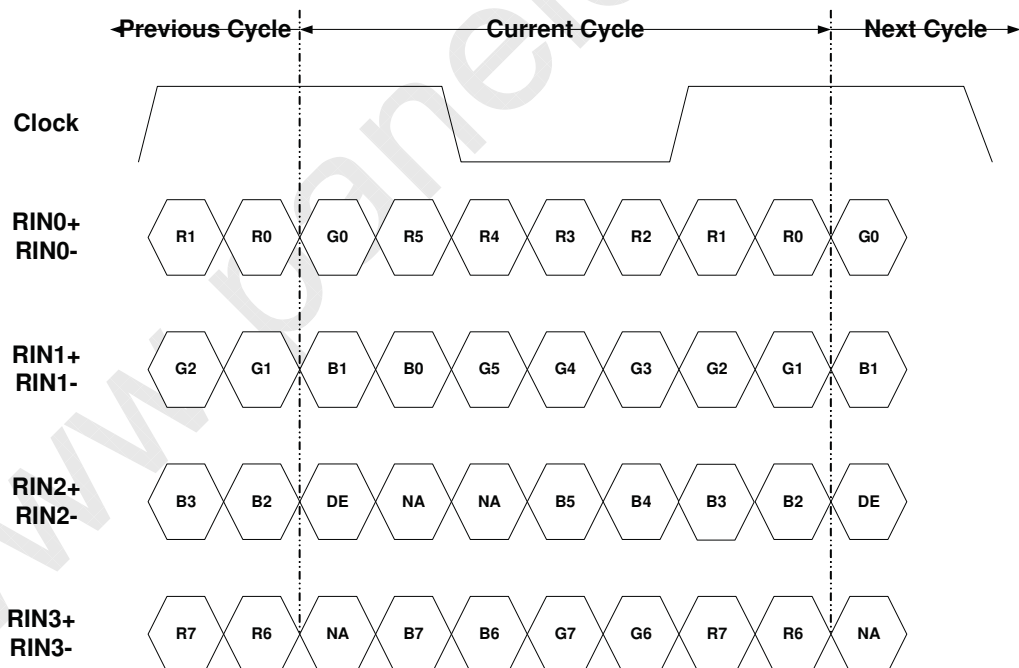 Previous Cycle Current Cycle Next Cycle
Clock
RIN0+
RIN0-
R1 R0 G0 R5 R4 R3 R2 R1 R0 G0
RIN1+
RIN1-
G2 G1 B1 B0 G5 G4 G3 G2 G1 B1
RIN2+
RIN2-
B3 B2 DE NA NA B5 B4 B3 B2 DE
RIN3+
RIN3-
R7 R6 NA B7 B6 G7 G6 R7 R6 NA
www.panel